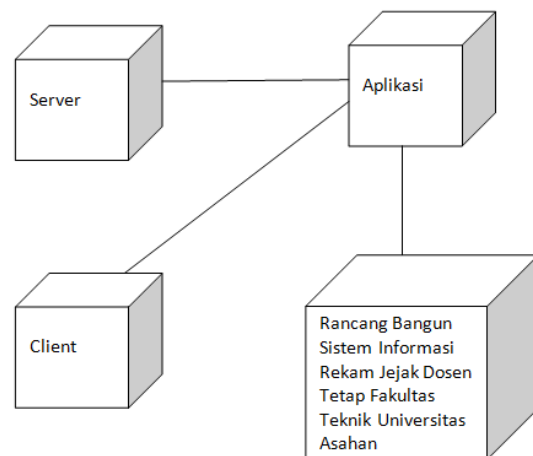 Server
Aplikasi
Client
Rancang Bangun
Sistem Informasi
Rekam Jejak Dosen
Tetap Fakultas
Teknik Universitas
Asahan